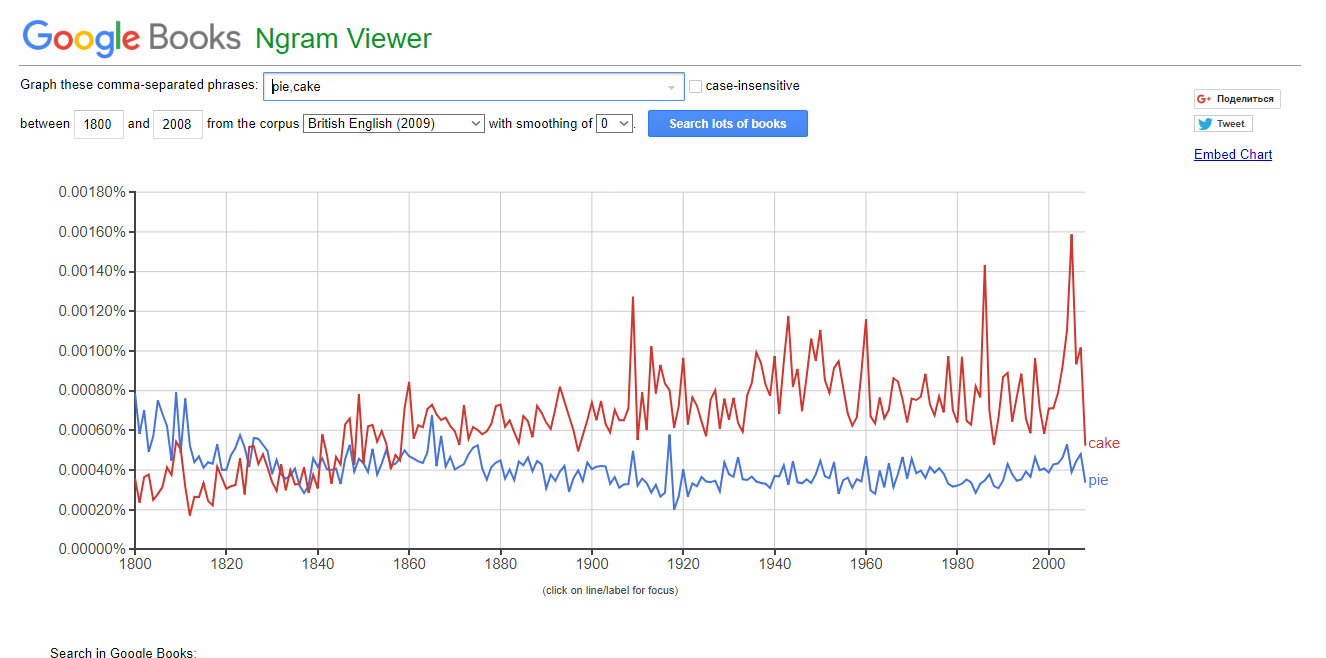 Google Books Ngram Viewer
Graph these comma-separated phrases: pie,cake case-insensitive
between 1800 and 2008 from the corpus British English (2009) with smoothing of 0 . Search lots of books
G+ Поделиться
Tweet
Embed Chart
0.00180%
0.00160%
0.00140%
0.00120%
0.00100%
0.00080%
0.00060%
0.00040%
0.00020%
0.00000%
cake
pie
1800 1820 1840 1860 1880 1900 1920 1940 1960 1980 2000
(click on line/label for focus)
Search in Google Books: